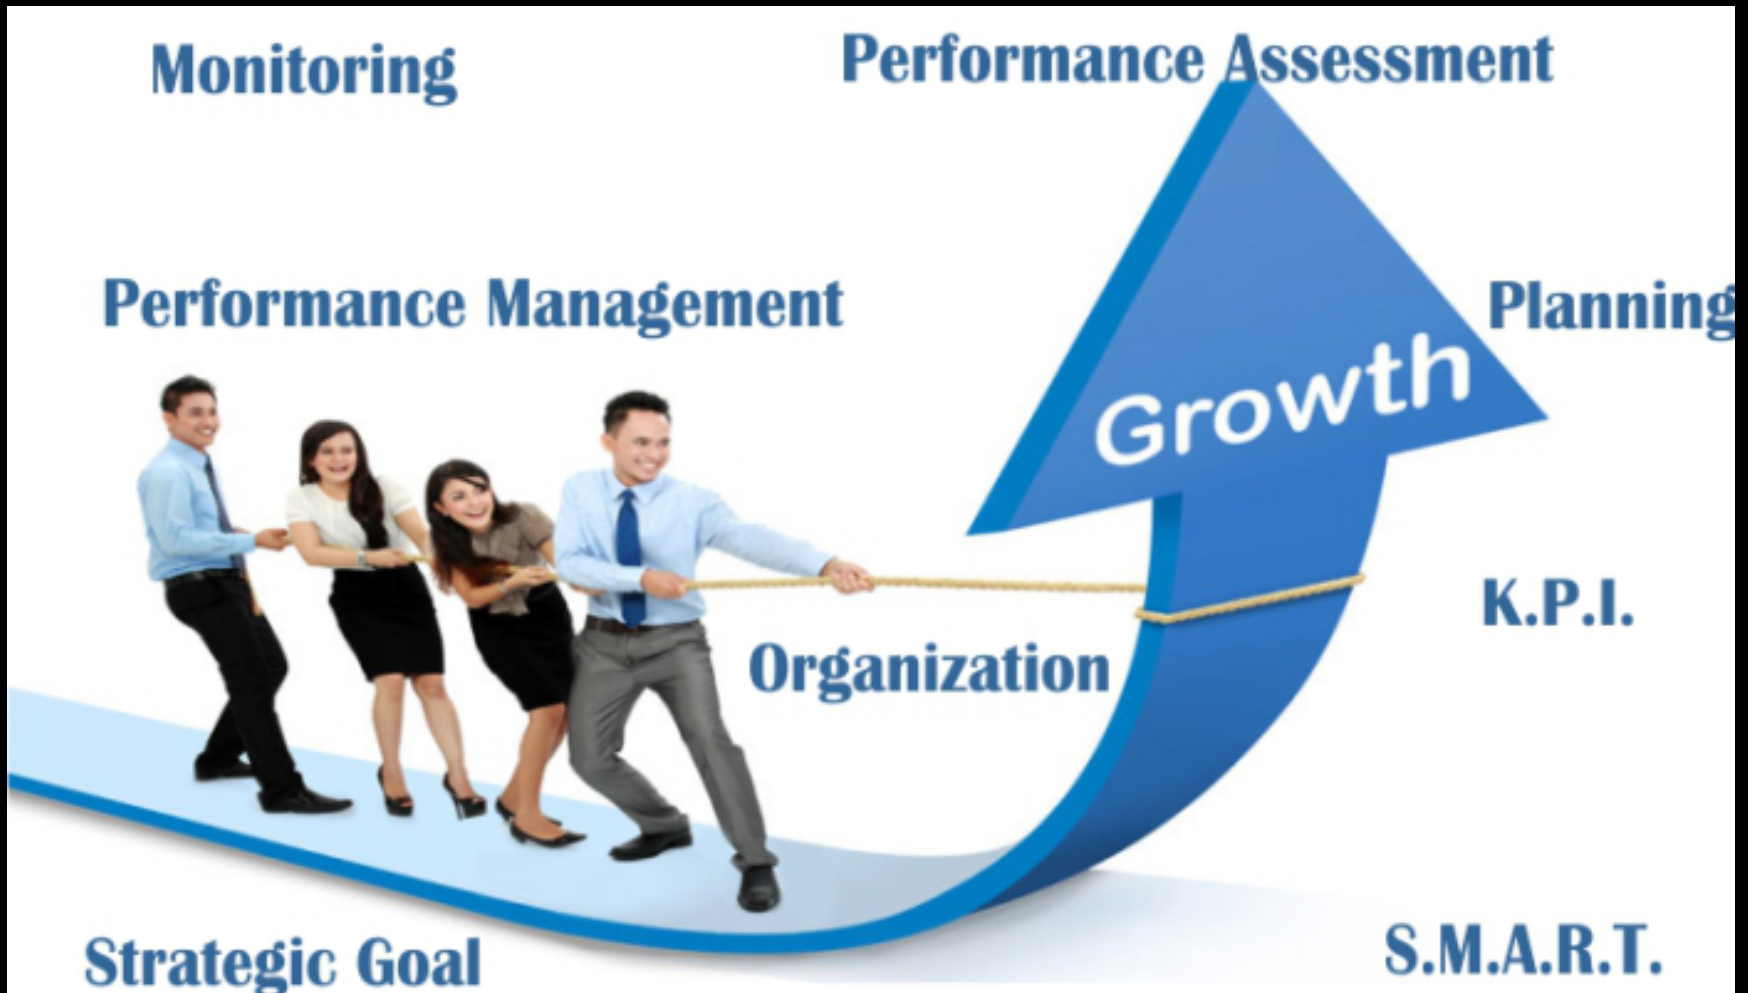 Monitoring
Performance Assessment
Performance Management
Planning
Growth
K.P.I.
Organization
Strategic Goal
S.M.A.R.T.